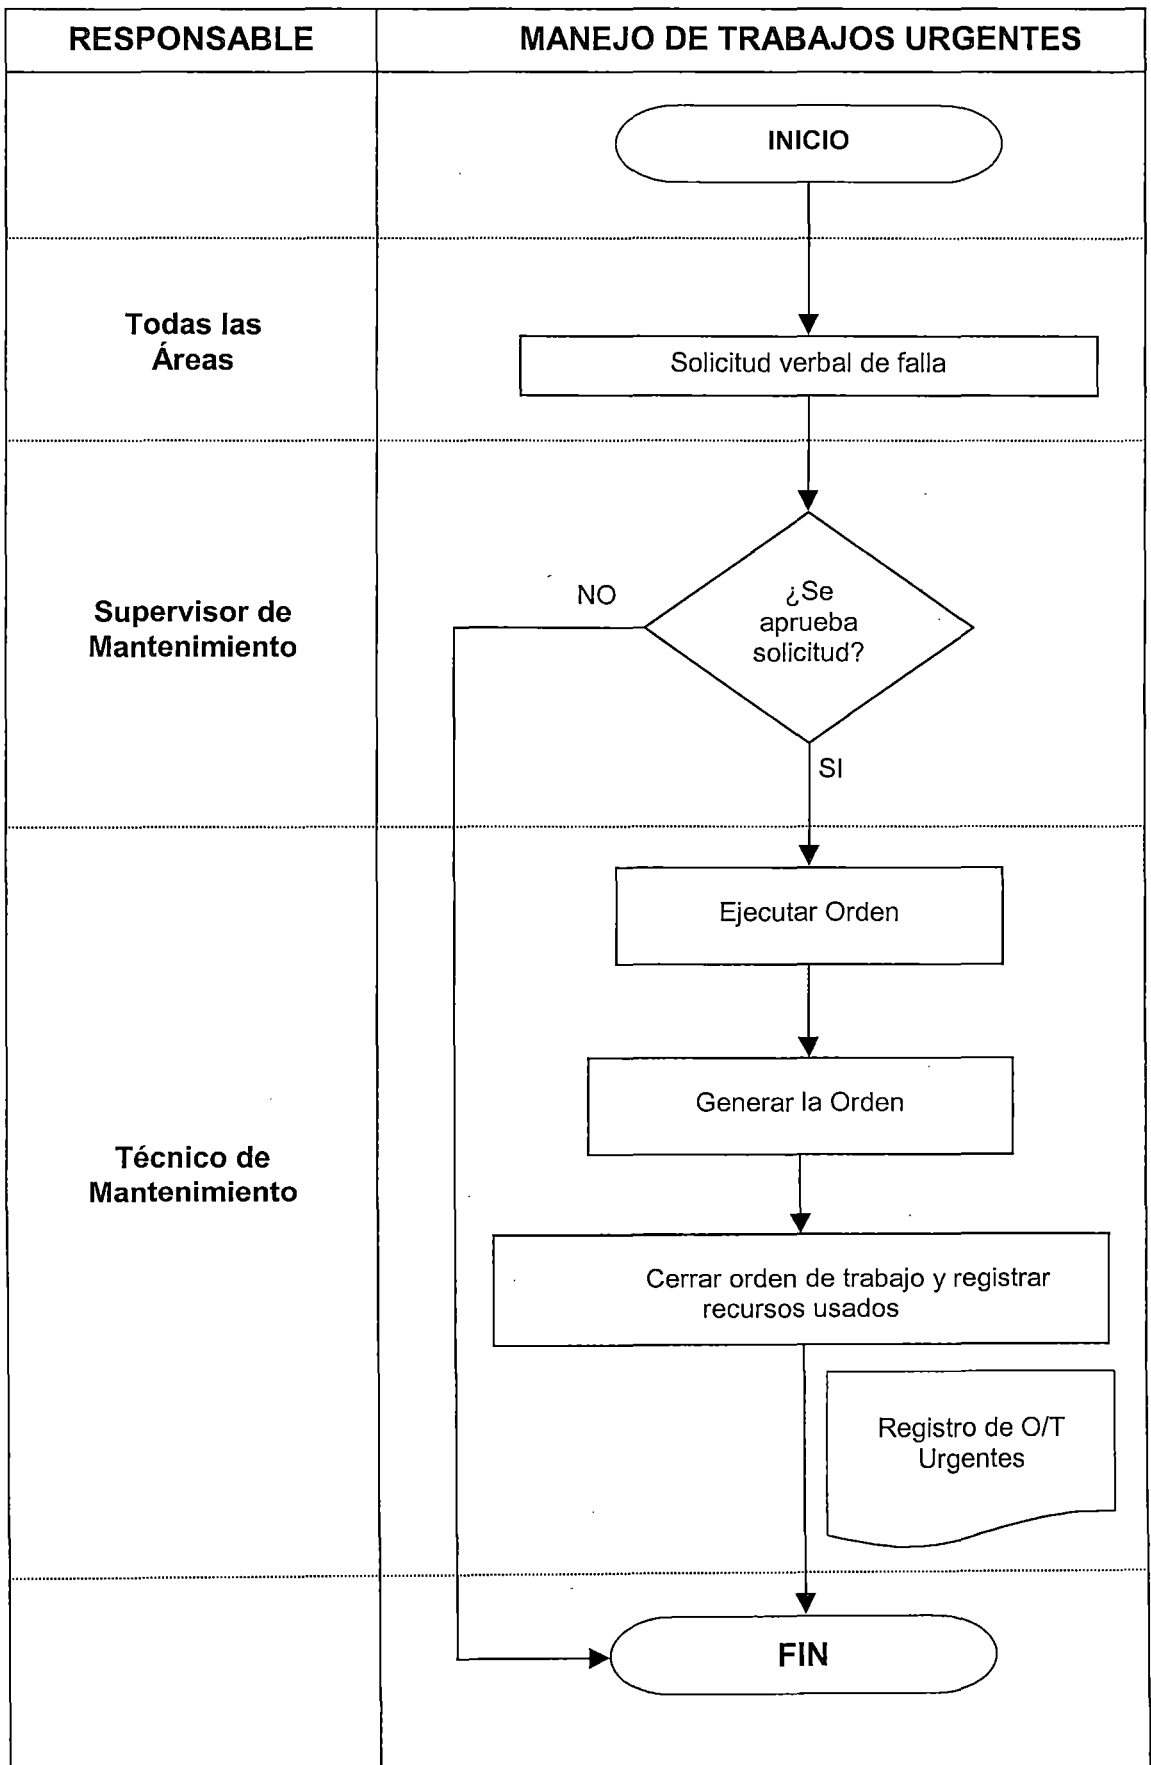 RESPONSABLE
MANEJO DE TRABAJOS URGENTES
INICIO
Todas las
Áreas
Solicitud verbal de falla
Supervisor de
Mantenimiento
NO
¿Se
aprueba
solicitud?
SI
Ejecutar Orden
Generar la Orden
Técnico de
Mantenimiento
Cerrar orden de trabajo y registrar
recursos usados
Registro de O/T
Urgentes
FIN